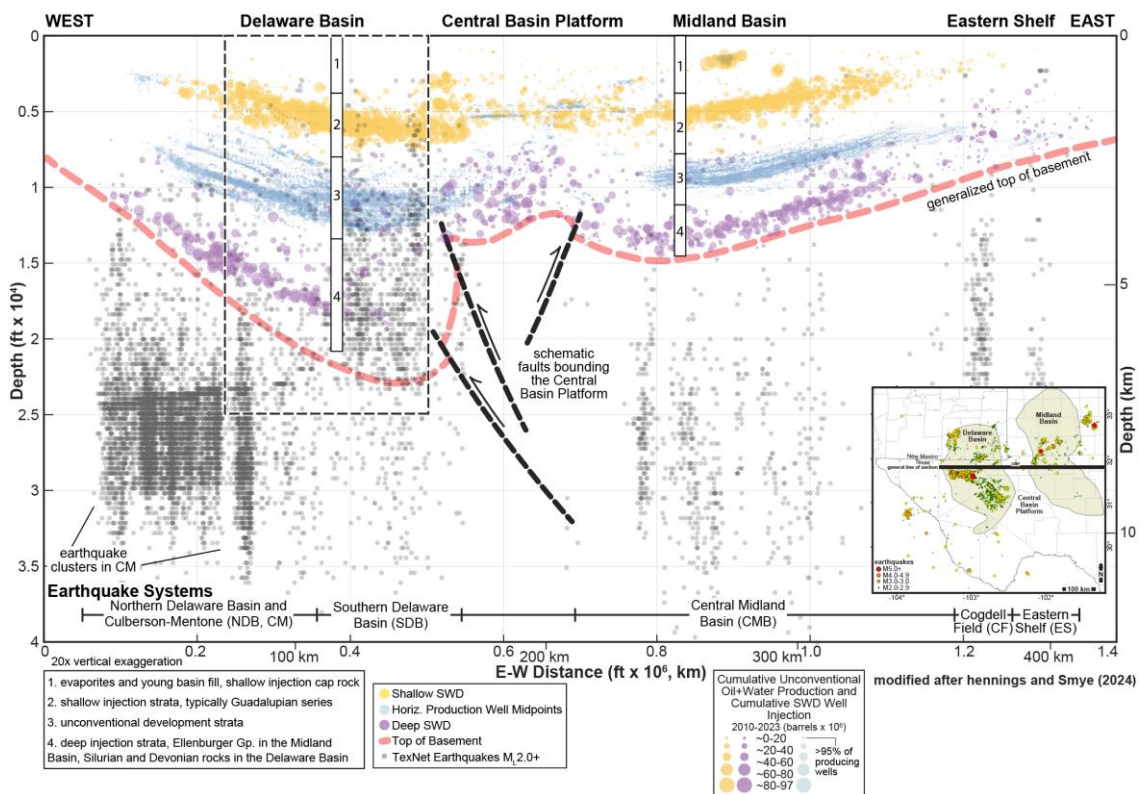 WEST
Delaware Basin
Central Basin Platform
Midland Basin
Eastern Shelf
EAST
0
0.5
1
1.5
2
2.5
3
3.5
4
Depth (ft x 10⁴)
0
5
10
Depth (km)
1
2
3
4
1
2
3
4
generalized top of basement
schematic
faults bounding
the Central
Basin Platform
earthquake
clusters in CM
Earthquake Systems
Northern Delaware Basin and
Culberson-Mentone (NDB, CM)
Southern Delaware
Basin (SDB)
Central Midland
Basin (CMB)
Cogdell
Field (CF)
Eastern
Shelf (ES)
0
0.2
0.4
0.6
0.8
1.0
1.2
1.4
100 km
200 km
300 km
400 km
E-W Distance (ft x 10⁶, km)
20x vertical exaggeration
modified after hennings and Smye (2024)
Midland
Basin
Delaware
Basin
New Mexico
Texas
general line of section
CBP
Central
Basin
Platform
33°
32°
31°
30°
earthquakes
M5.0+
M4.0-4.9
M3.0-3.0
M2.0-2.9
N
100 km
-104
-103
-102
1. evaporites and young basin fill, shallow injection cap rock
2. shallow injection strata, typically Guadalupian series
3. unconventional development strata
4. deep injection strata, Ellenburger Gp. in the Midland
Basin, Silurian and Devonian rocks in the Delaware Basin
Shallow SWD
Horiz. Production Well Midpoints
Deep SWD
Top of Basement
TexNet Earthquakes M_L2.0+
Cumulative Unconventional
Oil+Water Production and
Cumulative SWD Well
Injection
2010-2023 (barrels x 10⁶)
~0-20
~20-40
~40-60
~60-80
~80-97
>95% of
producing
wells